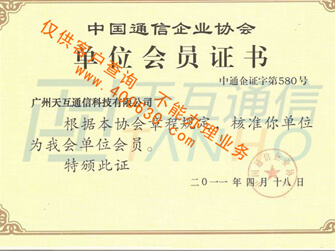 中国通信企业协会
单位会员证书
中通企证字第580号
广州天互通信科技有限公司
根据本协会章程规定，核准你单位
为我会单位会员。
特颁此证
二〇一一年四月十八日
仅供客户查询，不能办理业务
天互通信